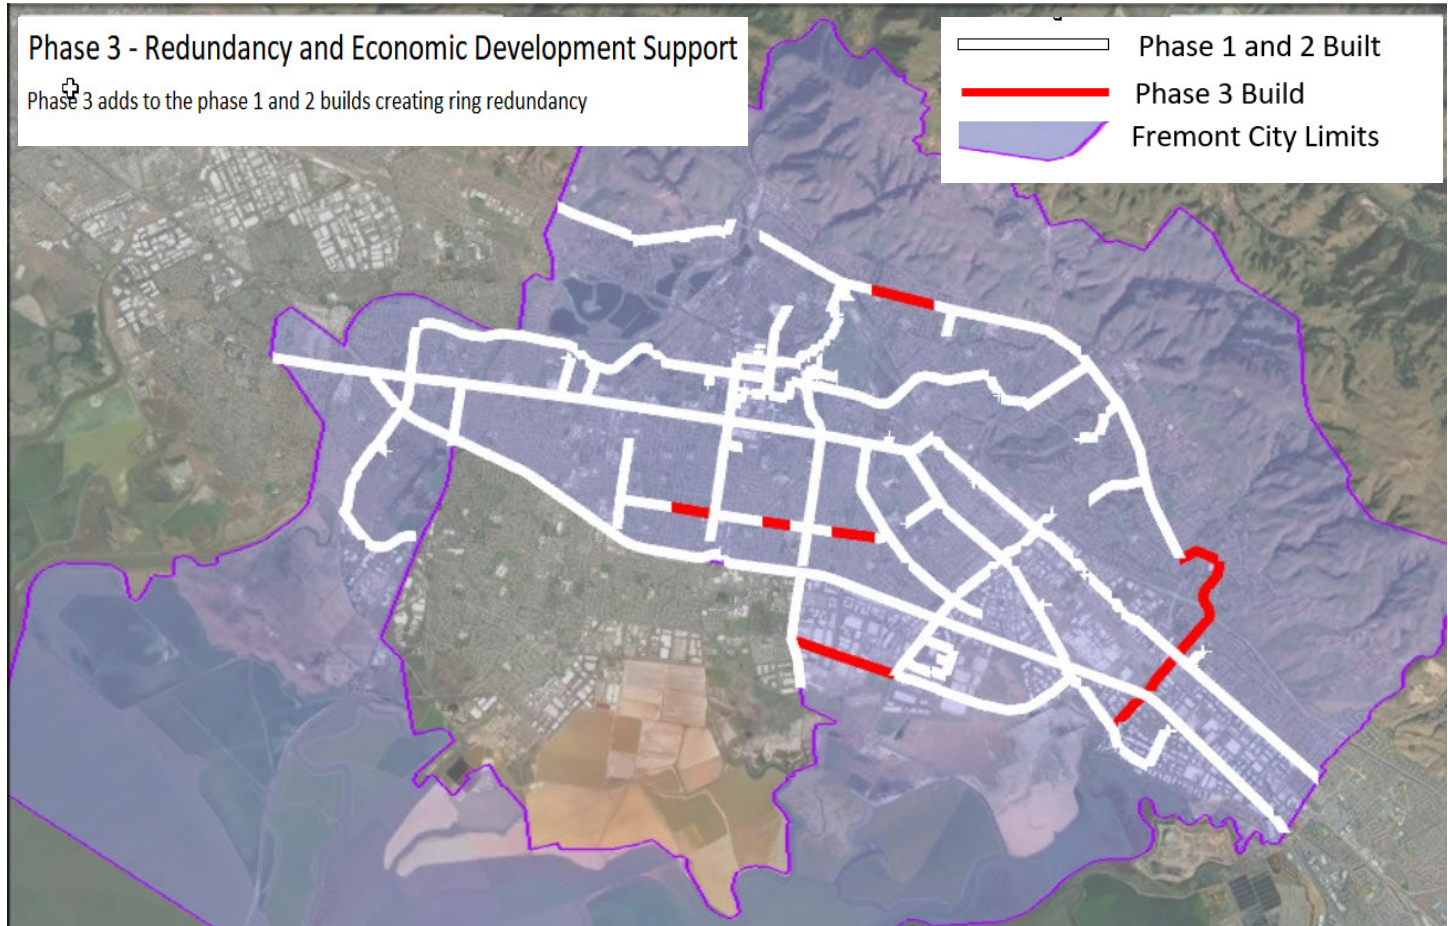 Phase 3 - Redundancy and Economic Development Support
Phase 3 adds to the phase 1 and 2 builds creating ring redundancy
Phase 1 and 2 Built
Phase 3 Build
Fremont City Limits